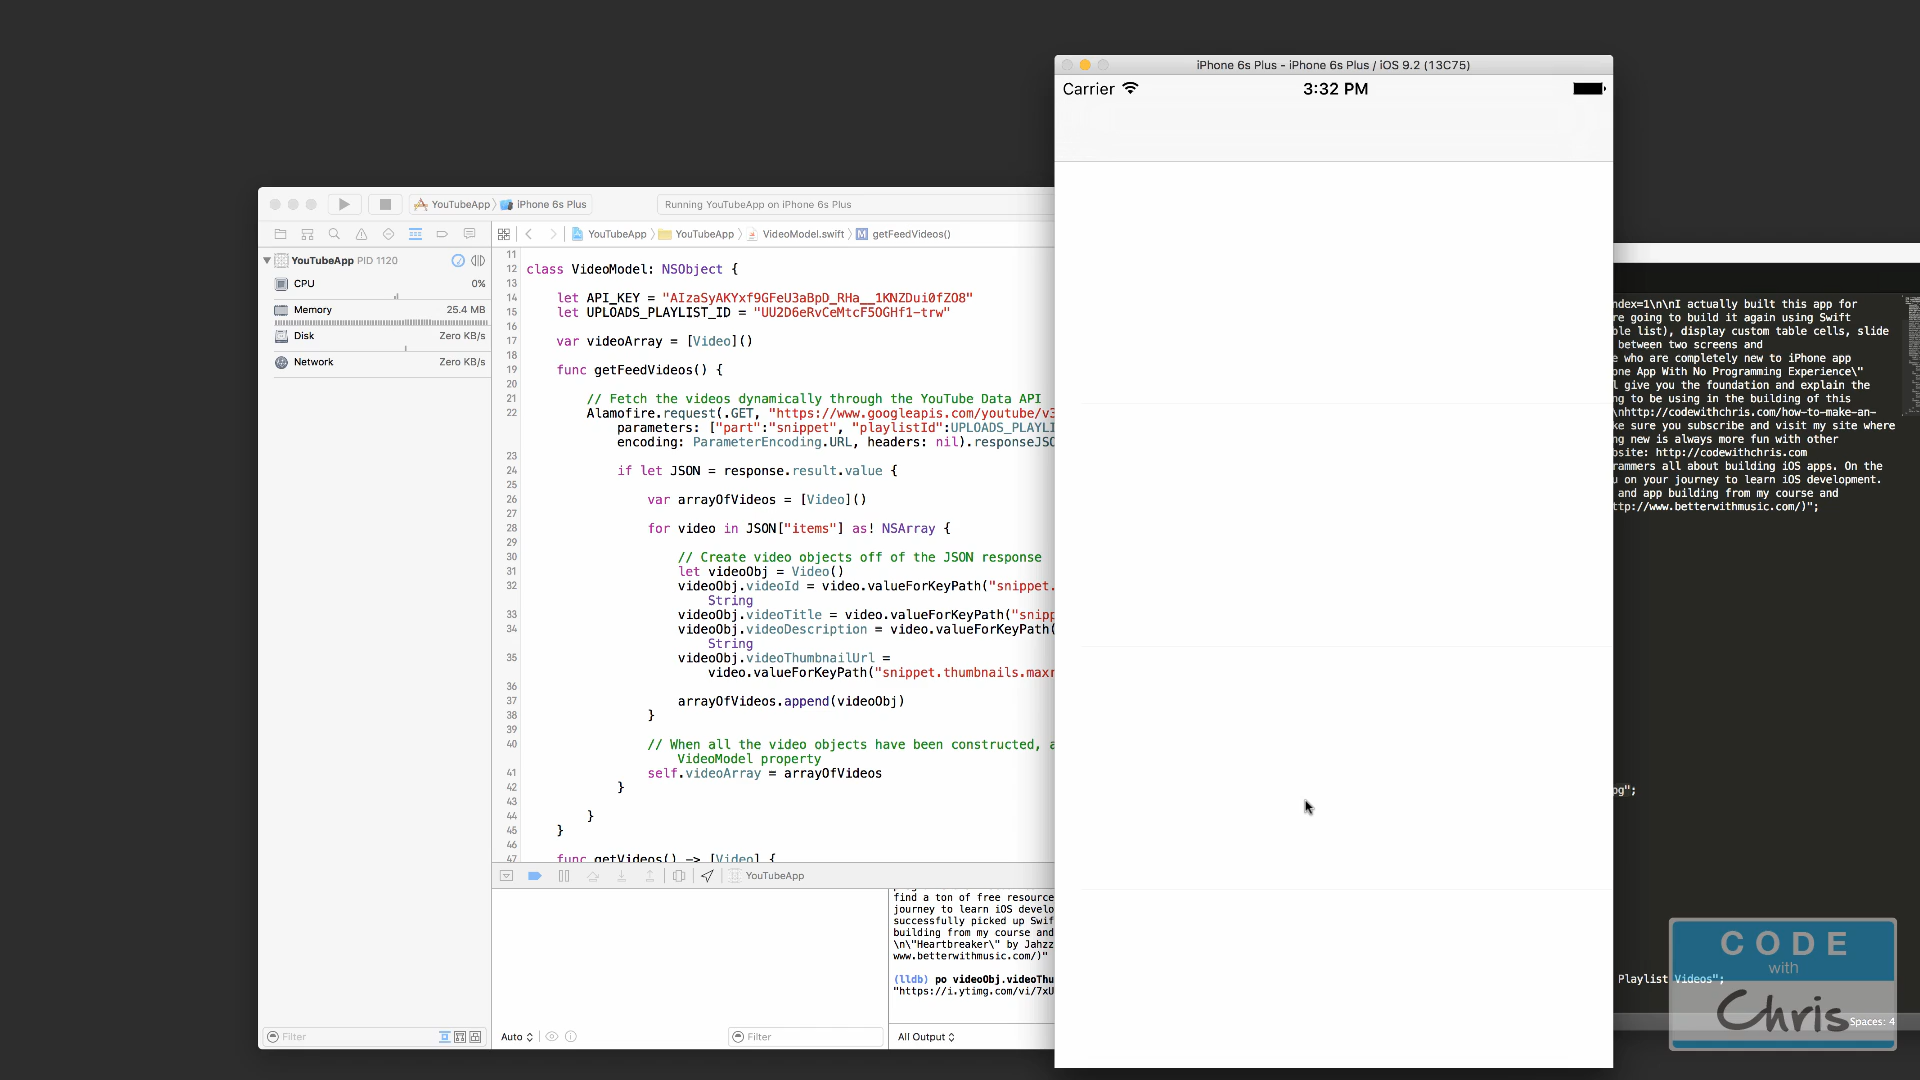 iPhone 6s Plus - iPhone 6s Plus / iOS 9.2 (13C75)
Carrier
3:32 PM
YouTubeApp
iPhone 6s Plus
Running YouTubeApp on iPhone 6s Plus
YouTubeApp
YouTubeApp
VideoModel.swift
M
getFeedVideos()
YouTubeApp PID 1120
CPU 0%
Memory 25.4 MB
Disk Zero KB/s
Network Zero KB/s
11
12 class VideoModel: NSObject {
13
14 let API_KEY = "AIzaSyAKYxf9GFeU3aBpD_RHa__1KNZDui0fZO8"
15 let UPLOADS_PLAYLIST_ID = "UU2D6eRvCeMtcF5OGHf1-trw"
16
17 var videoArray = [Video]()
18
19 func getFeedVideos() {
20
21 // Fetch the videos dynamically through the YouTube Data API
22 Alamofire.request(.GET, "https://www.googleapis.com/youtube/v3
parameters: ["part":"snippet", "playlistId":UPLOADS_PLAYLI
encoding: ParameterEncoding.URL, headers: nil).responseJSO
23
24 if let JSON = response.result.value {
25
26 var arrayOfVideos = [Video]()
27
28 for video in JSON["items"] as! NSArray {
29
30 // Create video objects off of the JSON response
31 let videoObj = Video()
32 videoObj.videoId = video.valueForKeyPath("snippet.
String
33 videoObj.videoTitle = video.valueForKeyPath("snipp
34 videoObj.videoDescription = video.valueForKeyPath(
String
35 videoObj.videoThumbnailUrl =
video.valueForKeyPath("snippet.thumbnails.maxr
36
37 arrayOfVideos.append(videoObj)
38 }
39
40 // When all the video objects have been constructed, a
VideoModel property
41 self.videoArray = arrayOfVideos
42 }
43
44 }
45 }
46
47 func getVideos() -> [Video] {
YouTubeApp
find a ton of free resource
journey to learn iOS develo
successfully picked up Swif
building from my course and
\n\"Heartbreaker\" by Jahzz
www.betterwithmusic.com/)"
(lldb) po videoObj.videoThu
"https://i.ytimg.com/vi/7xU
Filter
Auto
Filter
All Output
ndex=1\n\nI actually built this app for
re going to build it again using Swift
ble list), display custom table cells, slide
between two screens and
e who are completely new to iPhone app
one App With No Programming Experience\"
l give you the foundation and explain the
ng to be using in the building of this
\nhttp://codewithchris.com/how-to-make-an-
ke sure you subscribe and visit my site where
ng new is always more fun with other
bsite: http://codewithchris.com
rammers all about building iOS apps. On the
u on your journey to learn iOS development.
and app building from my course and
ttp://www.betterwithmusic.com/)";
pg";
Playlist Videos";
CODE
with
Chris
Spaces: 4